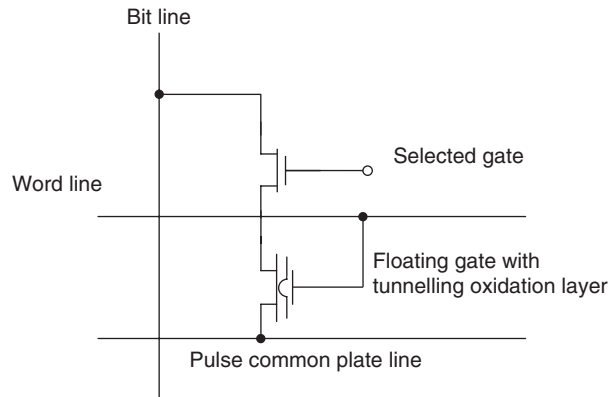 Bit line
Selected gate
Word line
Floating gate with
tunnelling oxidation layer
Pulse common plate line